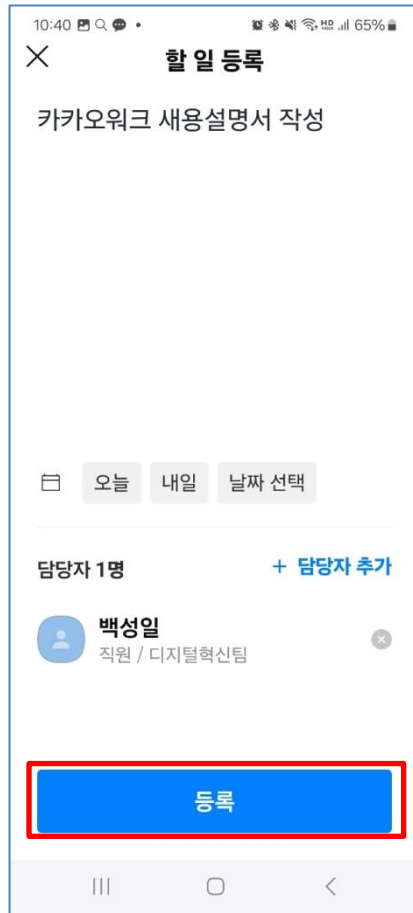 10:40 65%
할 일 등록
카카오워크 새용설명서 작성
오늘 내일 날짜 선택
담당자 1명 + 담당자 추가
백성일
직원 / 디지털혁신팀
등록